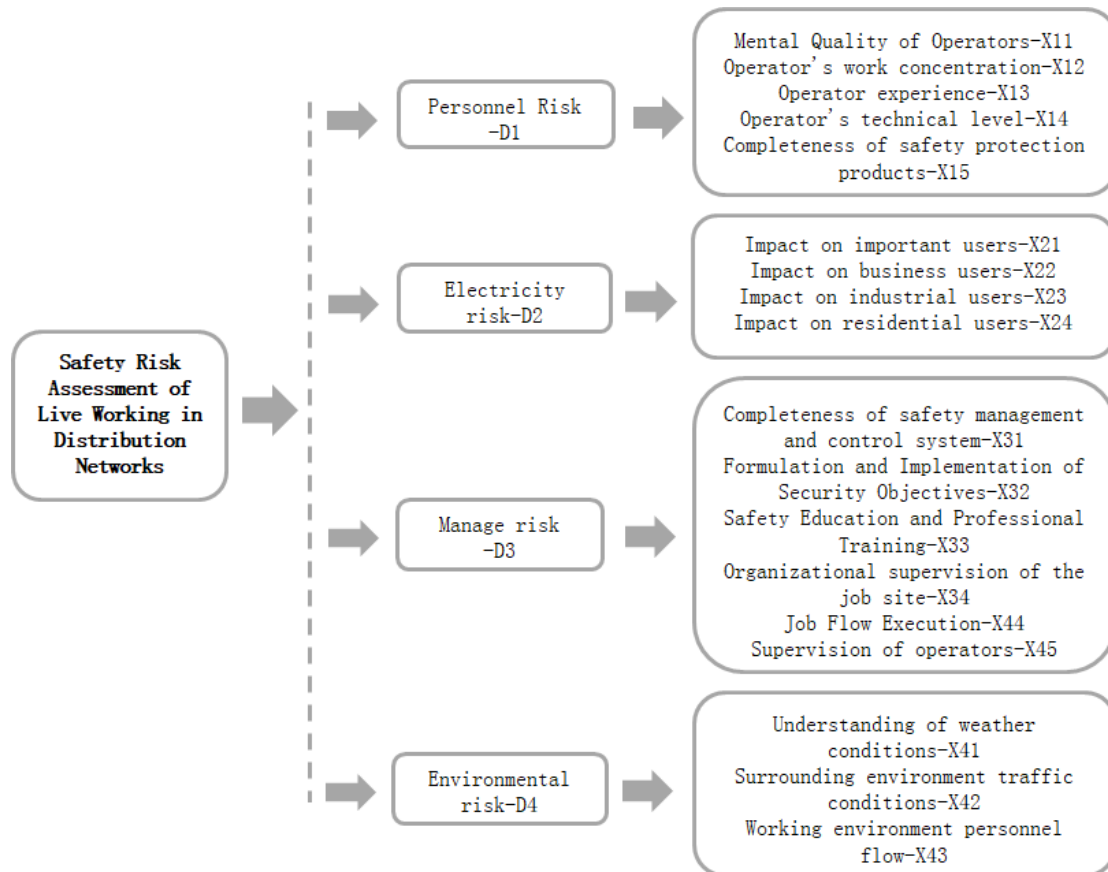 Safety Risk
Assessment of
Live Working in
Distribution
Networks
Personnel Risk
-D1
Mental Quality of Operators-X11
Operator's work concentration-X12
Operator experience-X13
Operator's technical level-X14
Completeness of safety protection
products-X15
Electricity
risk-D2
Impact on important users-X21
Impact on business users-X22
Impact on industrial users-X23
Impact on residential users-X24
Manage risk
-D3
Completeness of safety management
and control system-X31
Formulation and Implementation of
Security Objectives-X32
Safety Education and Professional
Training-X33
Organizational supervision of the
job site-X34
Job Flow Execution-X44
Supervision of operators-X45
Environmental
risk-D4
Understanding of weather
conditions-X41
Surrounding environment traffic
conditions-X42
Working environment personnel
flow-X43